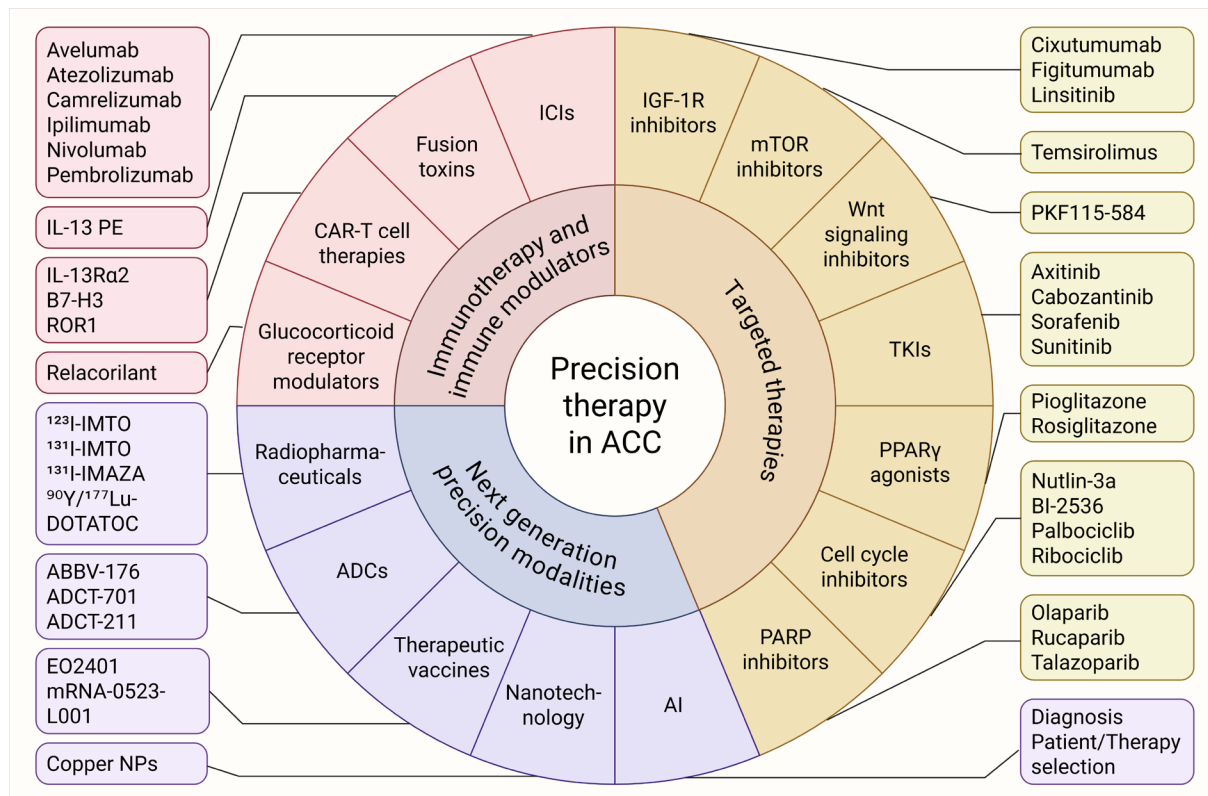 Avelumab
Atezolizumab
Camrelizumab
Ipilimumab
Nivolumab
Pembrolizumab
IL-13 PE
IL-13Rα2
B7-H3
ROR1
Relacorilant
¹²³I-IMTO
¹³¹I-IMTO
¹³¹I-IMAZA
⁹⁰Y/¹⁷⁷Lu-
DOTATOC
ABBV-176
ADCT-701
ADCT-211
EO2401
mRNA-0523-
L001
Copper NPs
ICIs
Fusion
toxins
CAR-T cell
therapies
Glucocorticoid
receptor
modulators
Radiopharma-
ceuticals
ADCs
Therapeutic
vaccines
Nanotech-
nology
AI
Immunotherapy and
immune modulators
Next generation
precision modalities
Targeted therapies
Precision
therapy
in ACC
IGF-1R
inhibitors
mTOR
inhibitors
Wnt
signaling
inhibitors
TKIs
PPARγ
agonists
Cell cycle
inhibitors
PARP
inhibitors
Cixutumumab
Figitumumab
Linsitinib
Temsirolimus
PKF115-584
Axitinib
Cabozantinib
Sorafenib
Sunitinib
Pioglitazone
Rosiglitazone
Nutlin-3a
BI-2536
Palbociclib
Ribociclib
Olaparib
Rucaparib
Talazoparib
Diagnosis
Patient/Therapy
selection